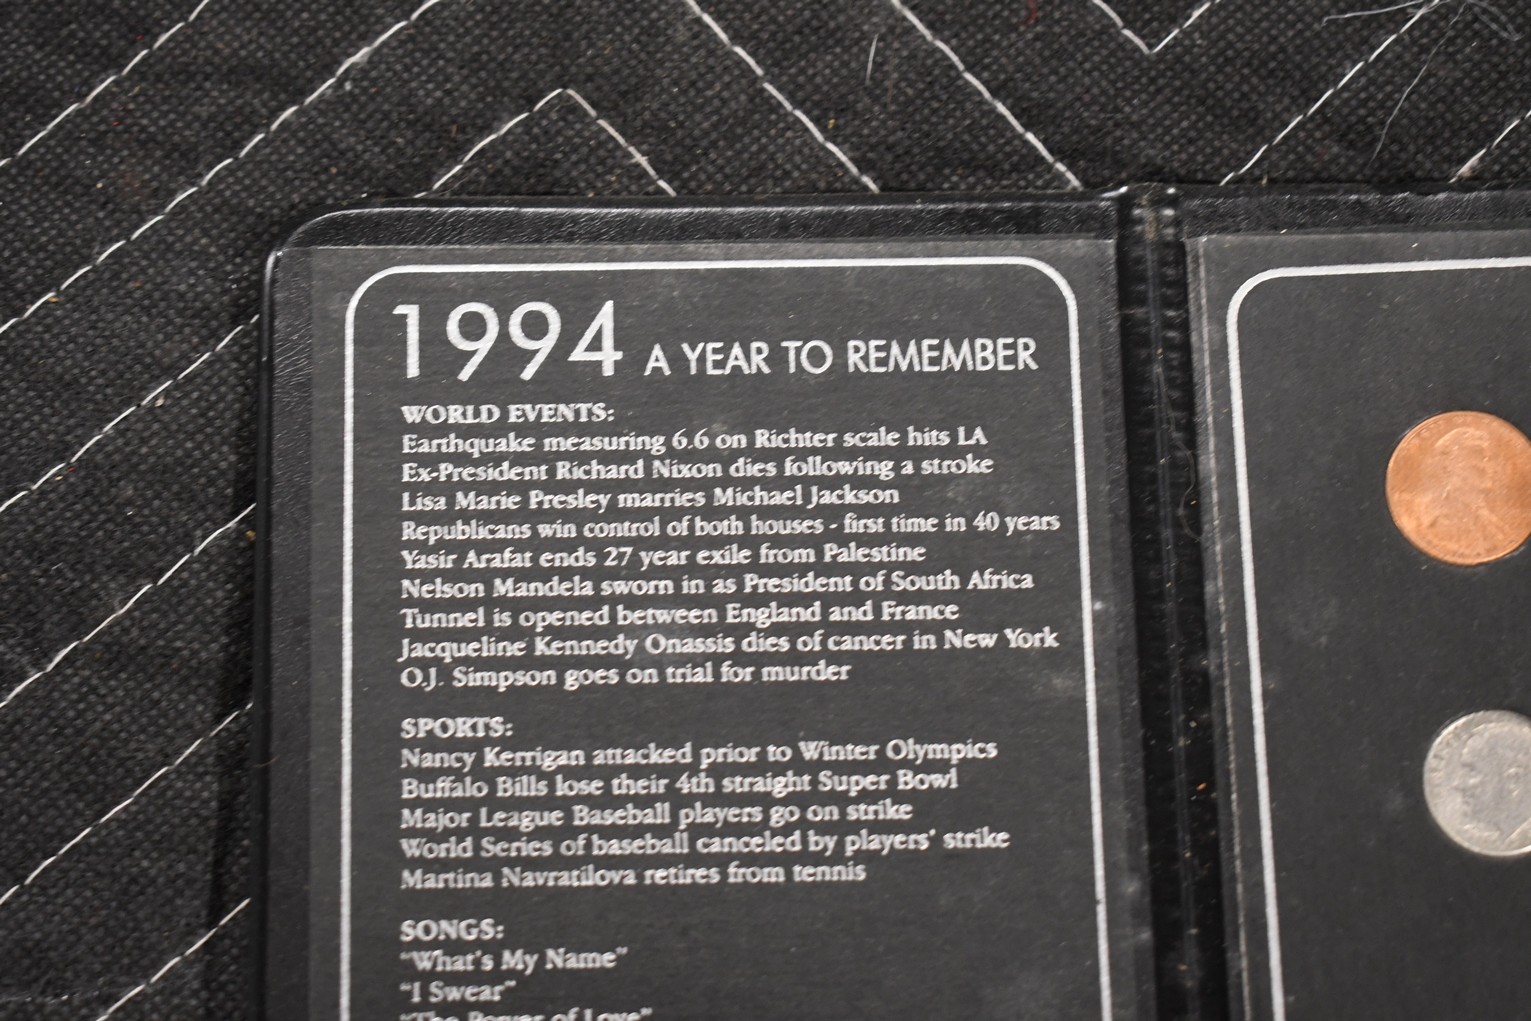 1994 A YEAR TO REMEMBER
WORLD EVENTS:
Earthquake measuring 6.6 on Richter scale hits LA
Ex-President Richard Nixon dies following a stroke
Lisa Marie Presley marries Michael Jackson
Republicans win control of both houses - first time in 40 years
Yasir Arafat ends 27 year exile from Palestine
Nelson Mandela sworn in as President of South Africa
Tunnel is opened between England and France
Jacqueline Kennedy Onassis dies of cancer in New York
O.J. Simpson goes on trial for murder
SPORTS:
Nancy Kerrigan attacked prior to Winter Olympics
Buffalo Bills lose their 4th straight Super Bowl
Major League Baseball players go on strike
World Series of baseball canceled by players' strike
Martina Navratilova retires from tennis
SONGS:
"What's My Name"
"I Swear"
"The Power of Love"